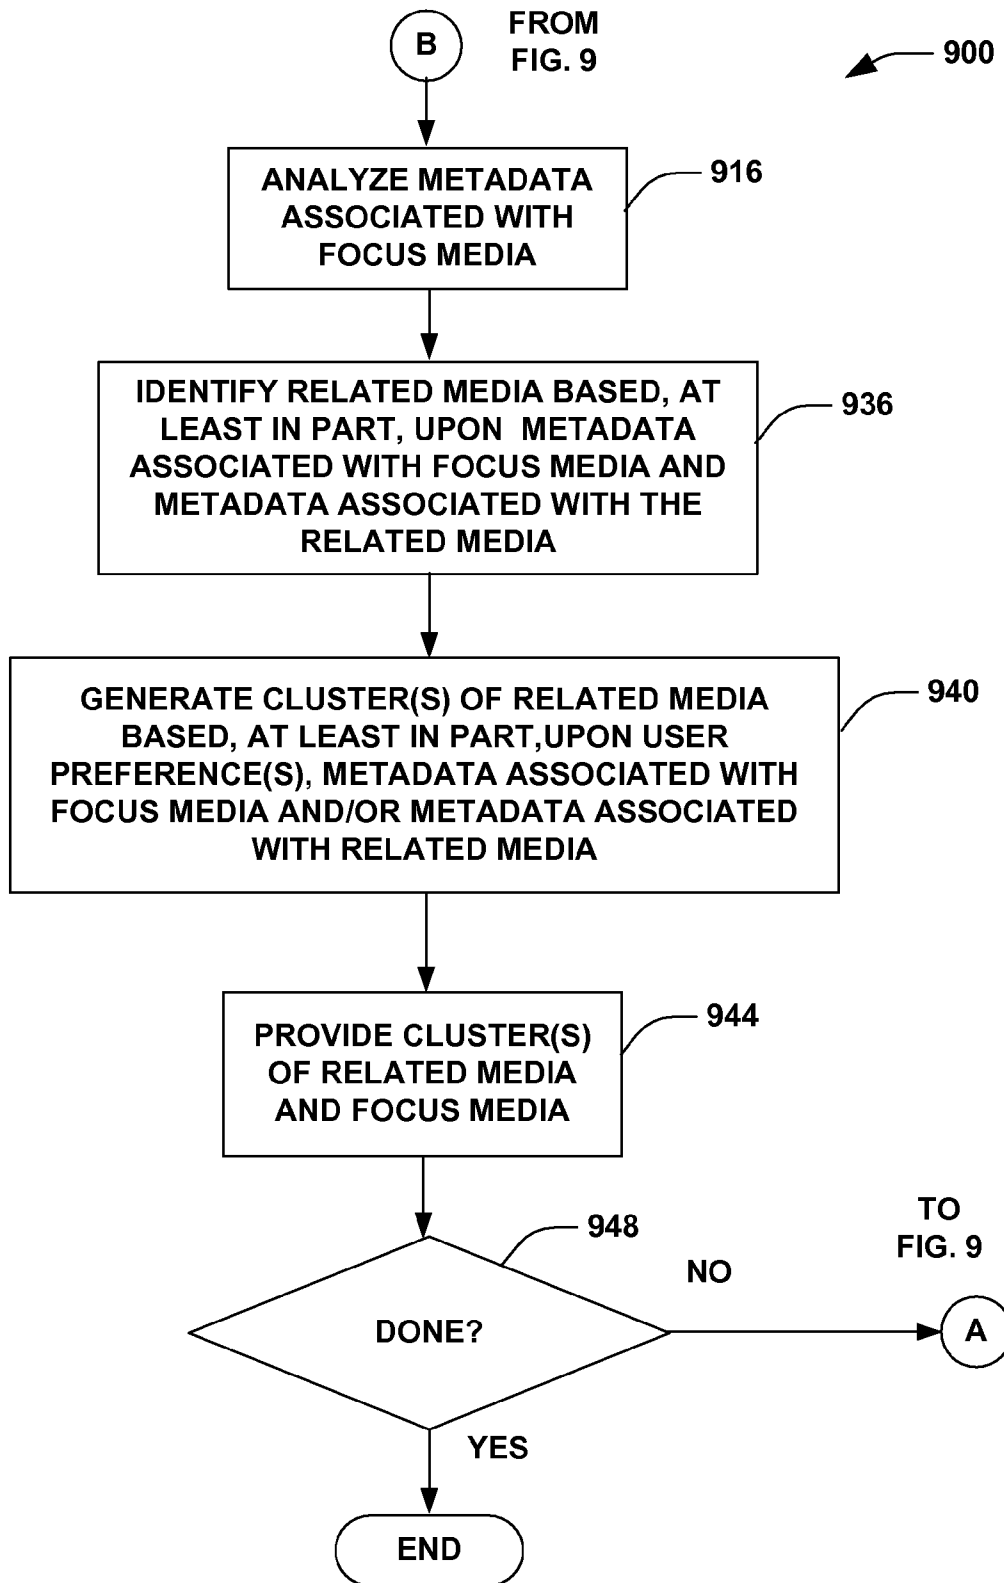 B
FROM
FIG. 9
900
ANALYZE METADATA
ASSOCIATED WITH
FOCUS MEDIA
916
IDENTIFY RELATED MEDIA BASED, AT
LEAST IN PART, UPON METADATA
ASSOCIATED WITH FOCUS MEDIA AND
METADATA ASSOCIATED WITH THE
RELATED MEDIA
936
GENERATE CLUSTER(S) OF RELATED MEDIA
BASED, AT LEAST IN PART,UPON USER
PREFERENCE(S), METADATA ASSOCIATED WITH
FOCUS MEDIA AND/OR METADATA ASSOCIATED
WITH RELATED MEDIA
940
PROVIDE CLUSTER(S)
OF RELATED MEDIA
AND FOCUS MEDIA
944
DONE?
948
NO
TO
FIG. 9
A
YES
END